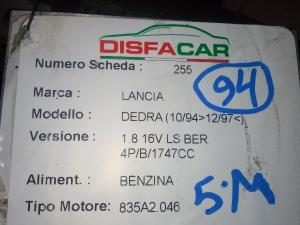 DISFACAR
Numero Scheda : 255
94
Marca : LANCIA
Modello : DEDRA (10/94>12/97<)
Versione : 1.8 16V LS BER.
4P/B/1747CC
Aliment. : BENZINA
5·M
Tipo Motore: 835A2.046